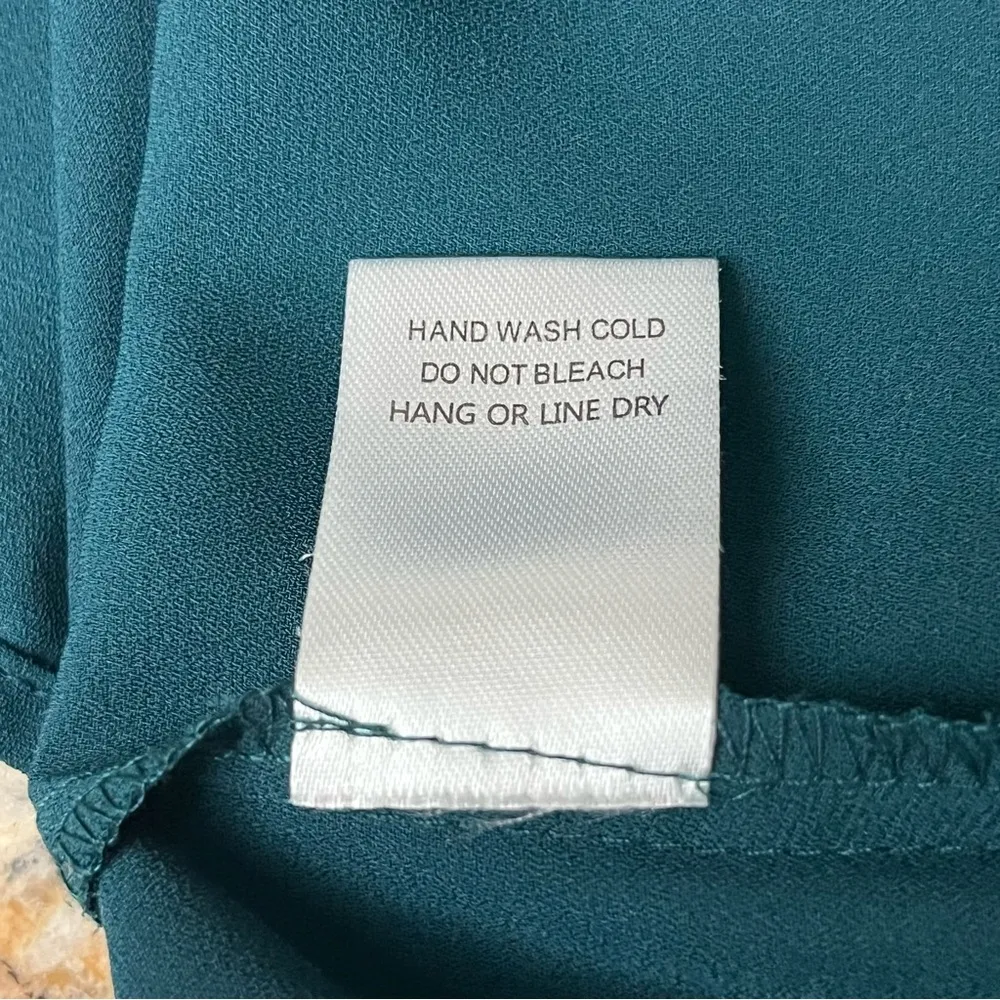 HAND WASH COLD
DO NOT BLEACH
HANG OR LINE DRY